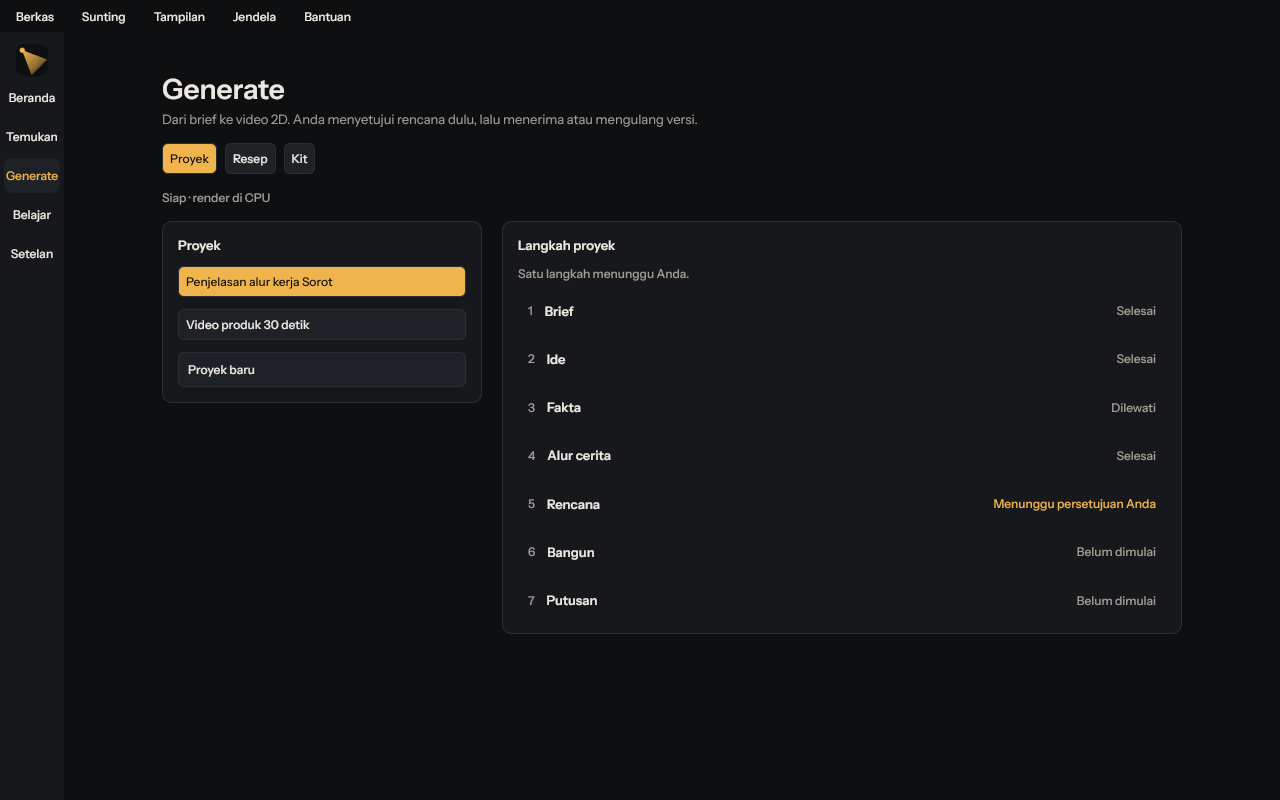 Berkas Sunting Tampilan Jendela Bantuan
Beranda
Temukan
Generate
Belajar
Setelan
Generate
Dari brief ke video 2D. Anda menyetujui rencana dulu, lalu menerima atau mengulang versi.
Proyek Resep Kit
Siap · render di CPU
Proyek
Penjelasan alur kerja Sorot
Video produk 30 detik
Proyek baru
Langkah proyek
Satu langkah menunggu Anda.
1 Brief Selesai
2 Ide Selesai
3 Fakta Dilewati
4 Alur cerita Selesai
5 Rencana Menunggu persetujuan Anda
6 Bangun Belum dimulai
7 Putusan Belum dimulai